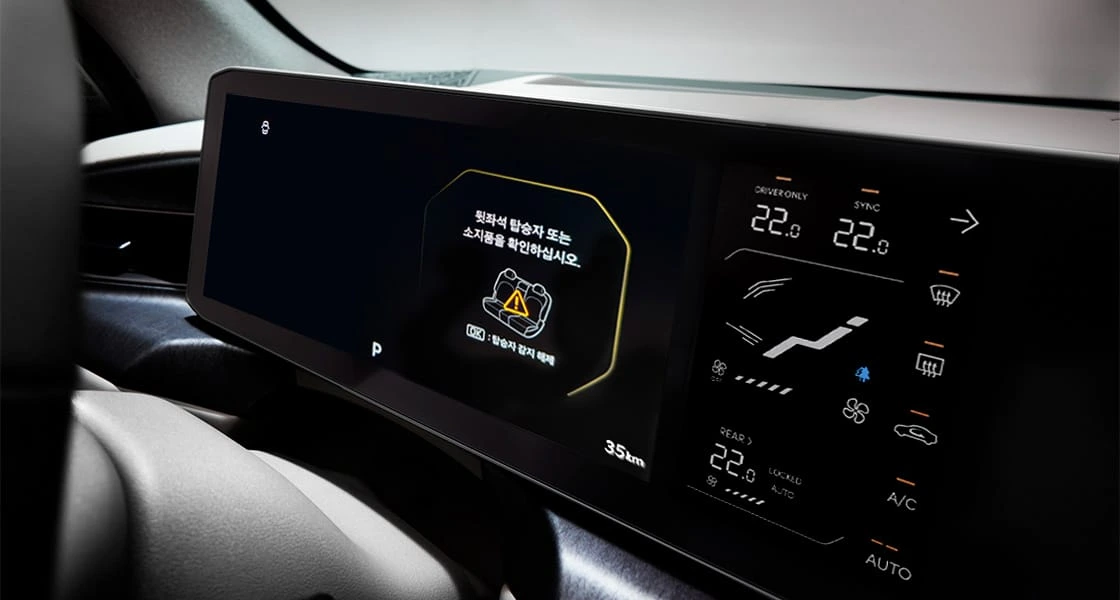 뒷좌석 탑승자 또는
소지품을 확인하십시오.
OK : 탑승자 감지 해제
P
35km
DRIVER ONLY
22.0
SYNC
22.0
OFF
REAR >
22.0
LOCKED
AUTO
A/C
AUTO